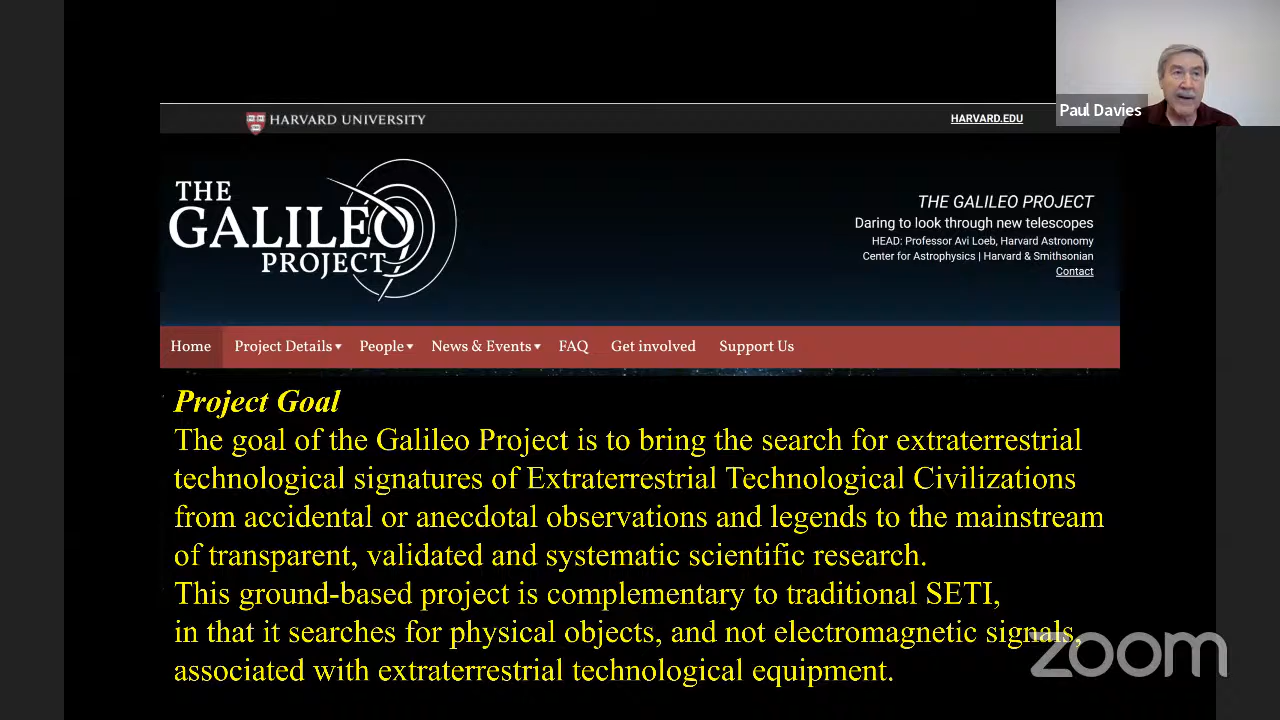 Paul Davies
HARVARD UNIVERSITY
HARVARD.EDU
THE
GALILEO
PROJECT
THE GALILEO PROJECT
Daring to look through new telescopes
HEAD: Professor Avi Loeb, Harvard Astronomy
Center for Astrophysics | Harvard & Smithsonian
Contact
Home Project Details People News & Events FAQ Get involved Support Us
Project Goal
The goal of the Galileo Project is to bring the search for extraterrestrial
technological signatures of Extraterrestrial Technological Civilizations
from accidental or anecdotal observations and legends to the mainstream
of transparent, validated and systematic scientific research.
This ground-based project is complementary to traditional SETI,
in that it searches for physical objects, and not electromagnetic signals,
associated with extraterrestrial technological equipment.
zoom